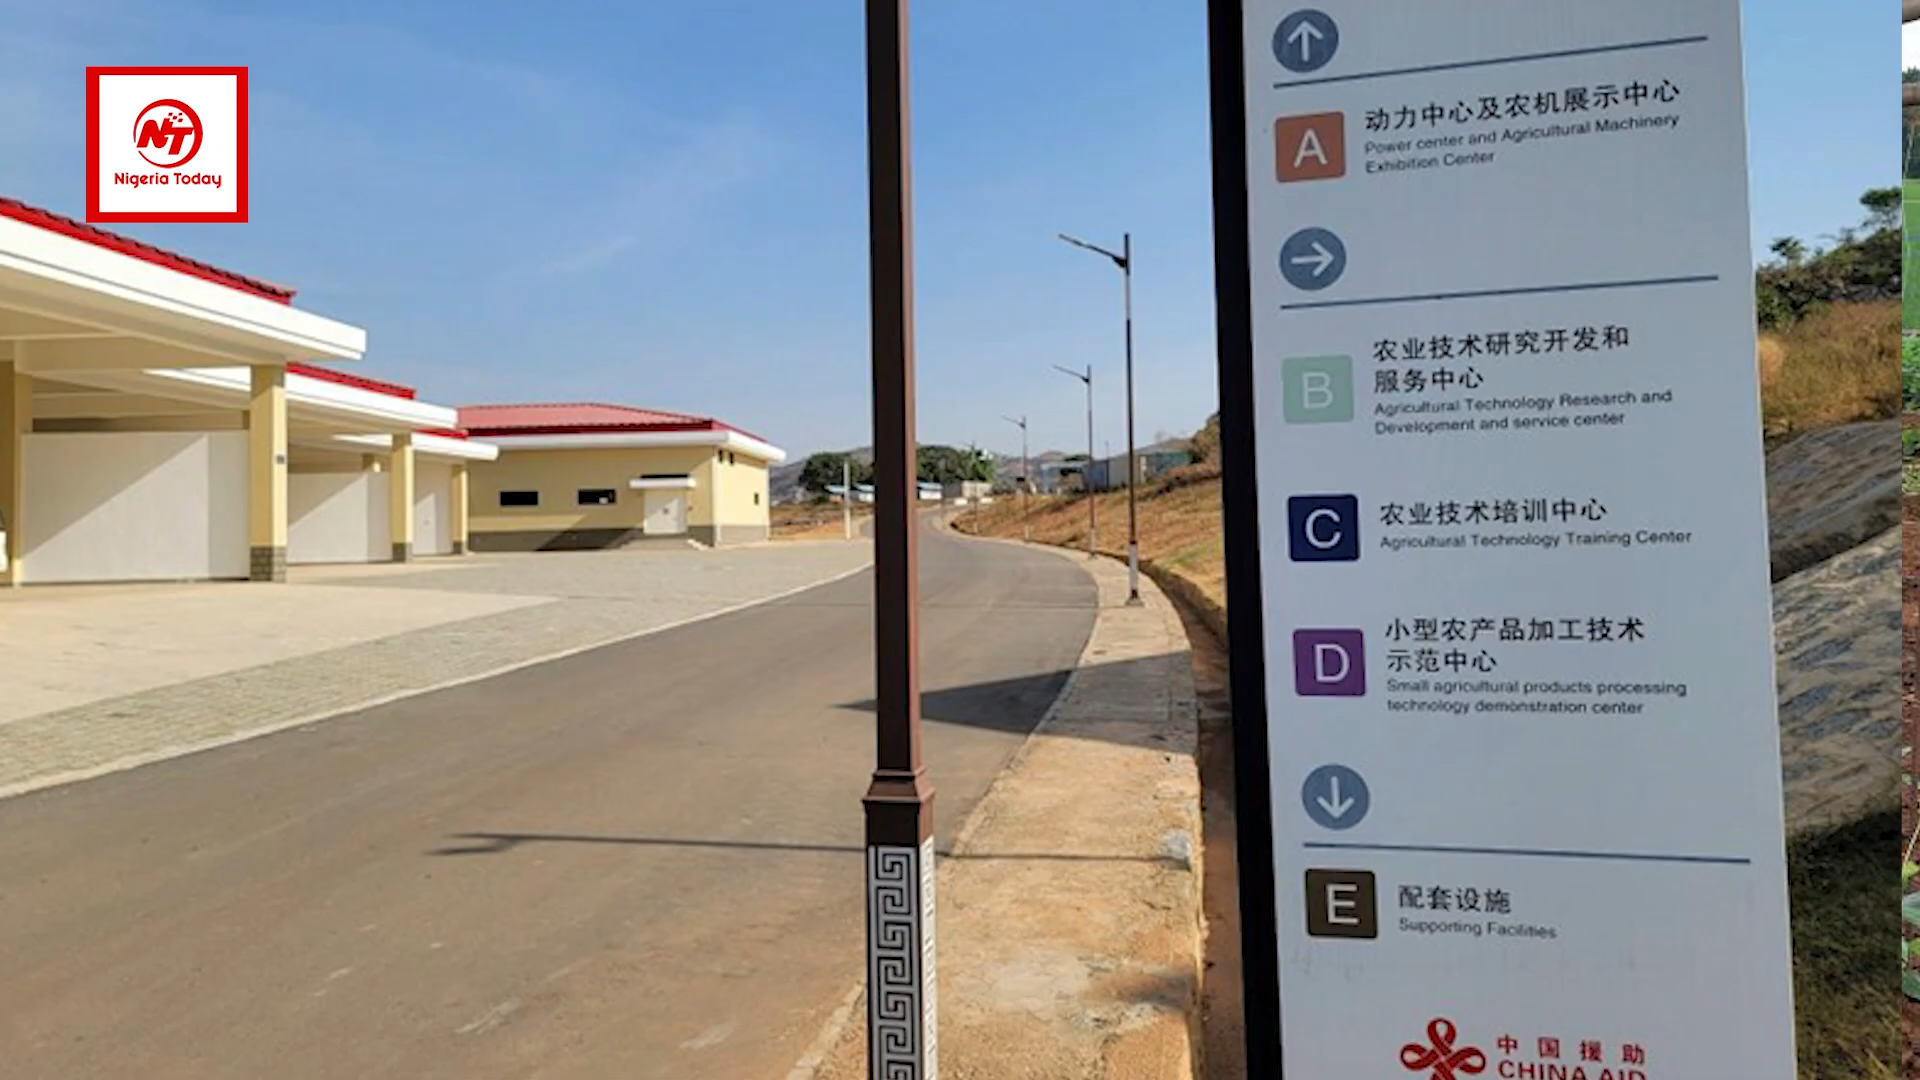 NT
Nigeria Today
A
动力中心及农机展示中心
Power center and Agricultural Machinery
Exhibition Center
B
农业技术研究开发和
服务中心
Agricultural Technology Research and
Development and service center
C
农业技术培训中心
Agricultural Technology Training Center
D
小型农产品加工技术
示范中心
Small agricultural products processing
technology demonstration center
E
配套设施
Supporting Facilities
中国援助
CHINA AID